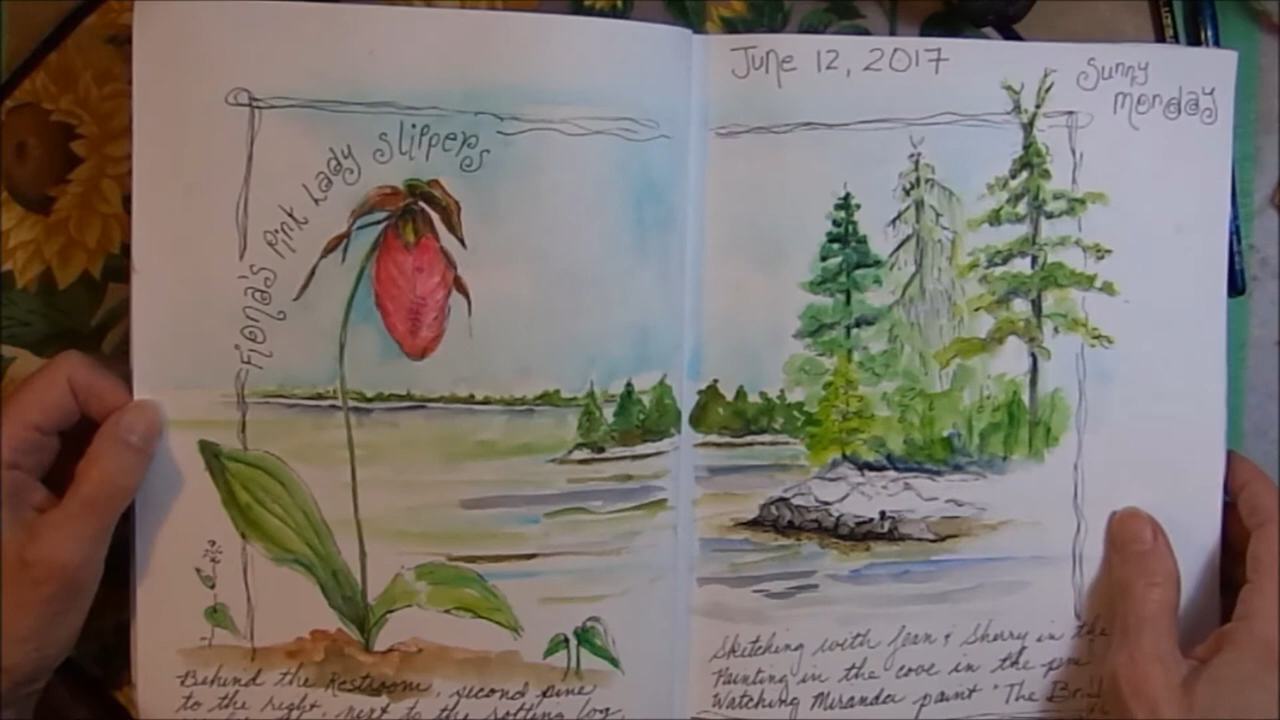 Fiona's Pink Lady Slippers
Behind the Restroom, second pine
to the right, next to the rotting log,
June 12, 2017
Sunny
Monday
Sketching with Jean & Sherry in the
Painting in the cove in the
Watching Miranda paint "The